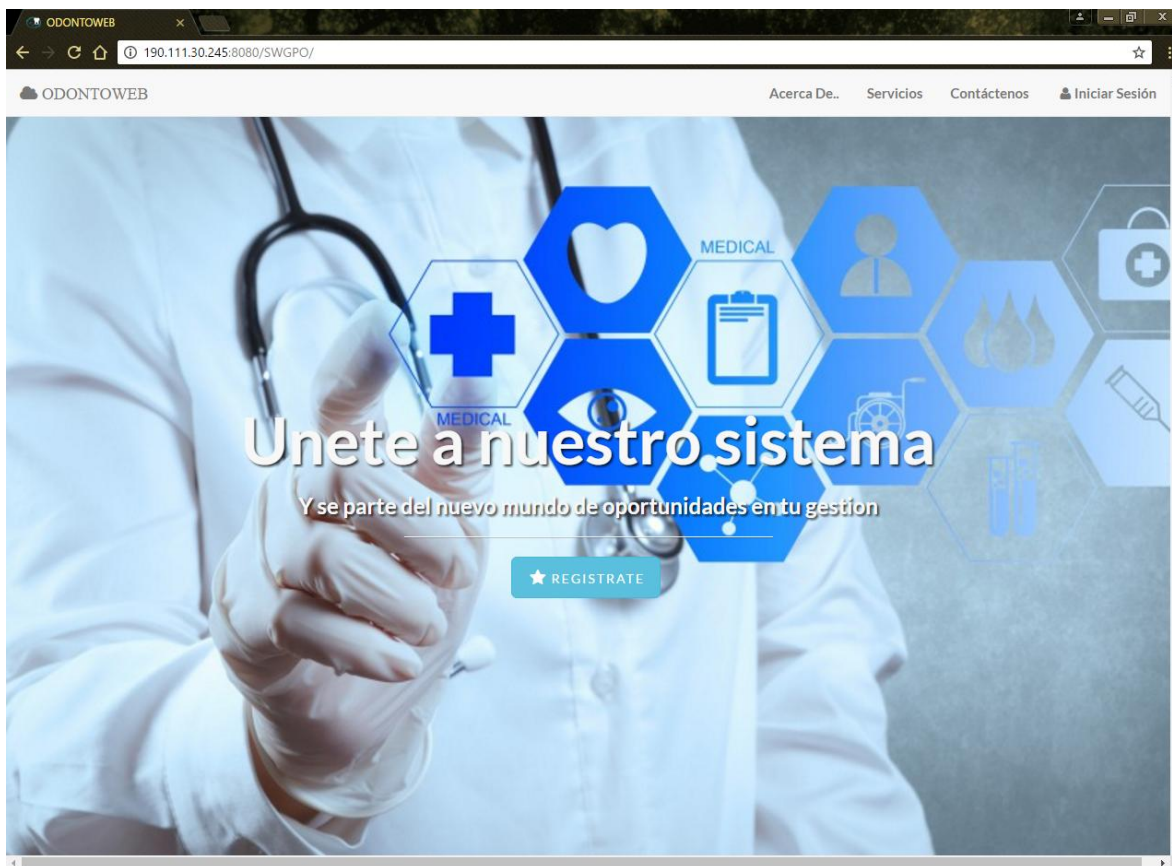 ODONTOWEB
190.111.30.245:8080/SWGPO/
ODONTOWEB
Acerca De..
Servicios
Contáctenos
Iniciar Sesión
MEDICAL
MEDICAL
Unete a nuestro sistema
Y se parte del nuevo mundo de oportunidades en tu gestion
REGISTRATE